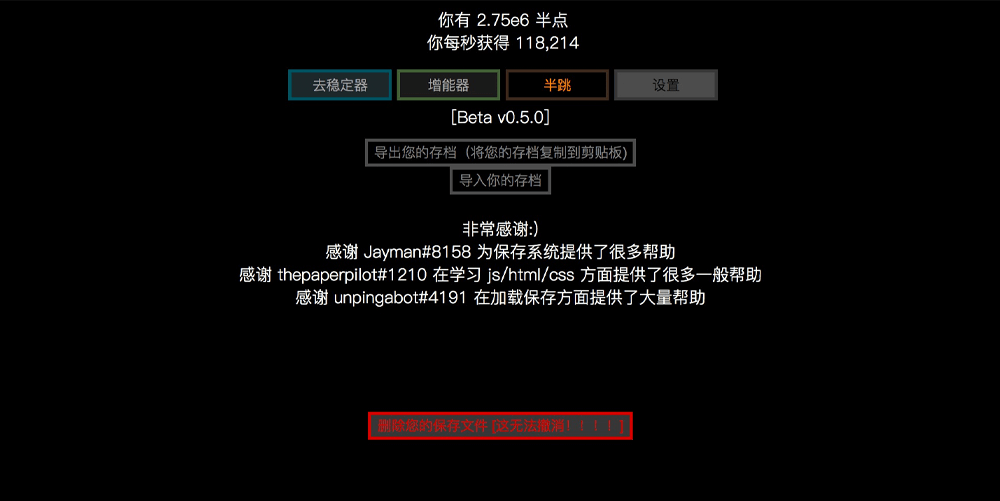 你有 2.75e6 半点
你每秒获得 118,214
去稳定器 增能器 半跳 设置
[Beta v0.5.0]
导出您的存档（将您的存档复制到剪贴板)
导入你的存档
非常感谢:)
感谢 Jayman#8158 为保存系统提供了很多帮助
感谢 thepaperpilot#1210 在学习 js/html/css 方面提供了很多一般帮助
感谢 unpingabot#4191 在加载保存方面提供了大量帮助
删除您的保存文件 [这无法撤消！！！！]